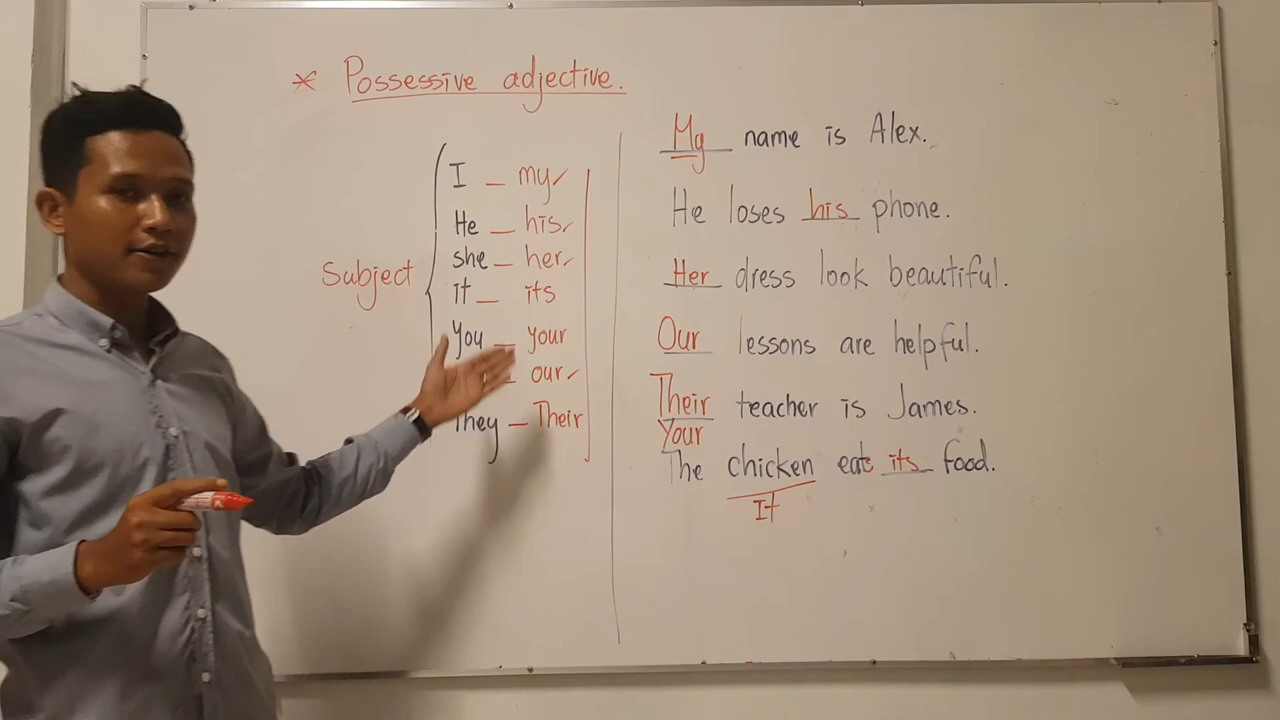 * Possessive adjective.
Subject
I _ my
He _ his
she _ her
it _ its
You _ your
_ our
They _ Their
My name is Alex.
He loses his phone.
Her dress look beautiful.
Our lessons are helpful.
Their teacher is James.
Your
The chicken eats its food.
It